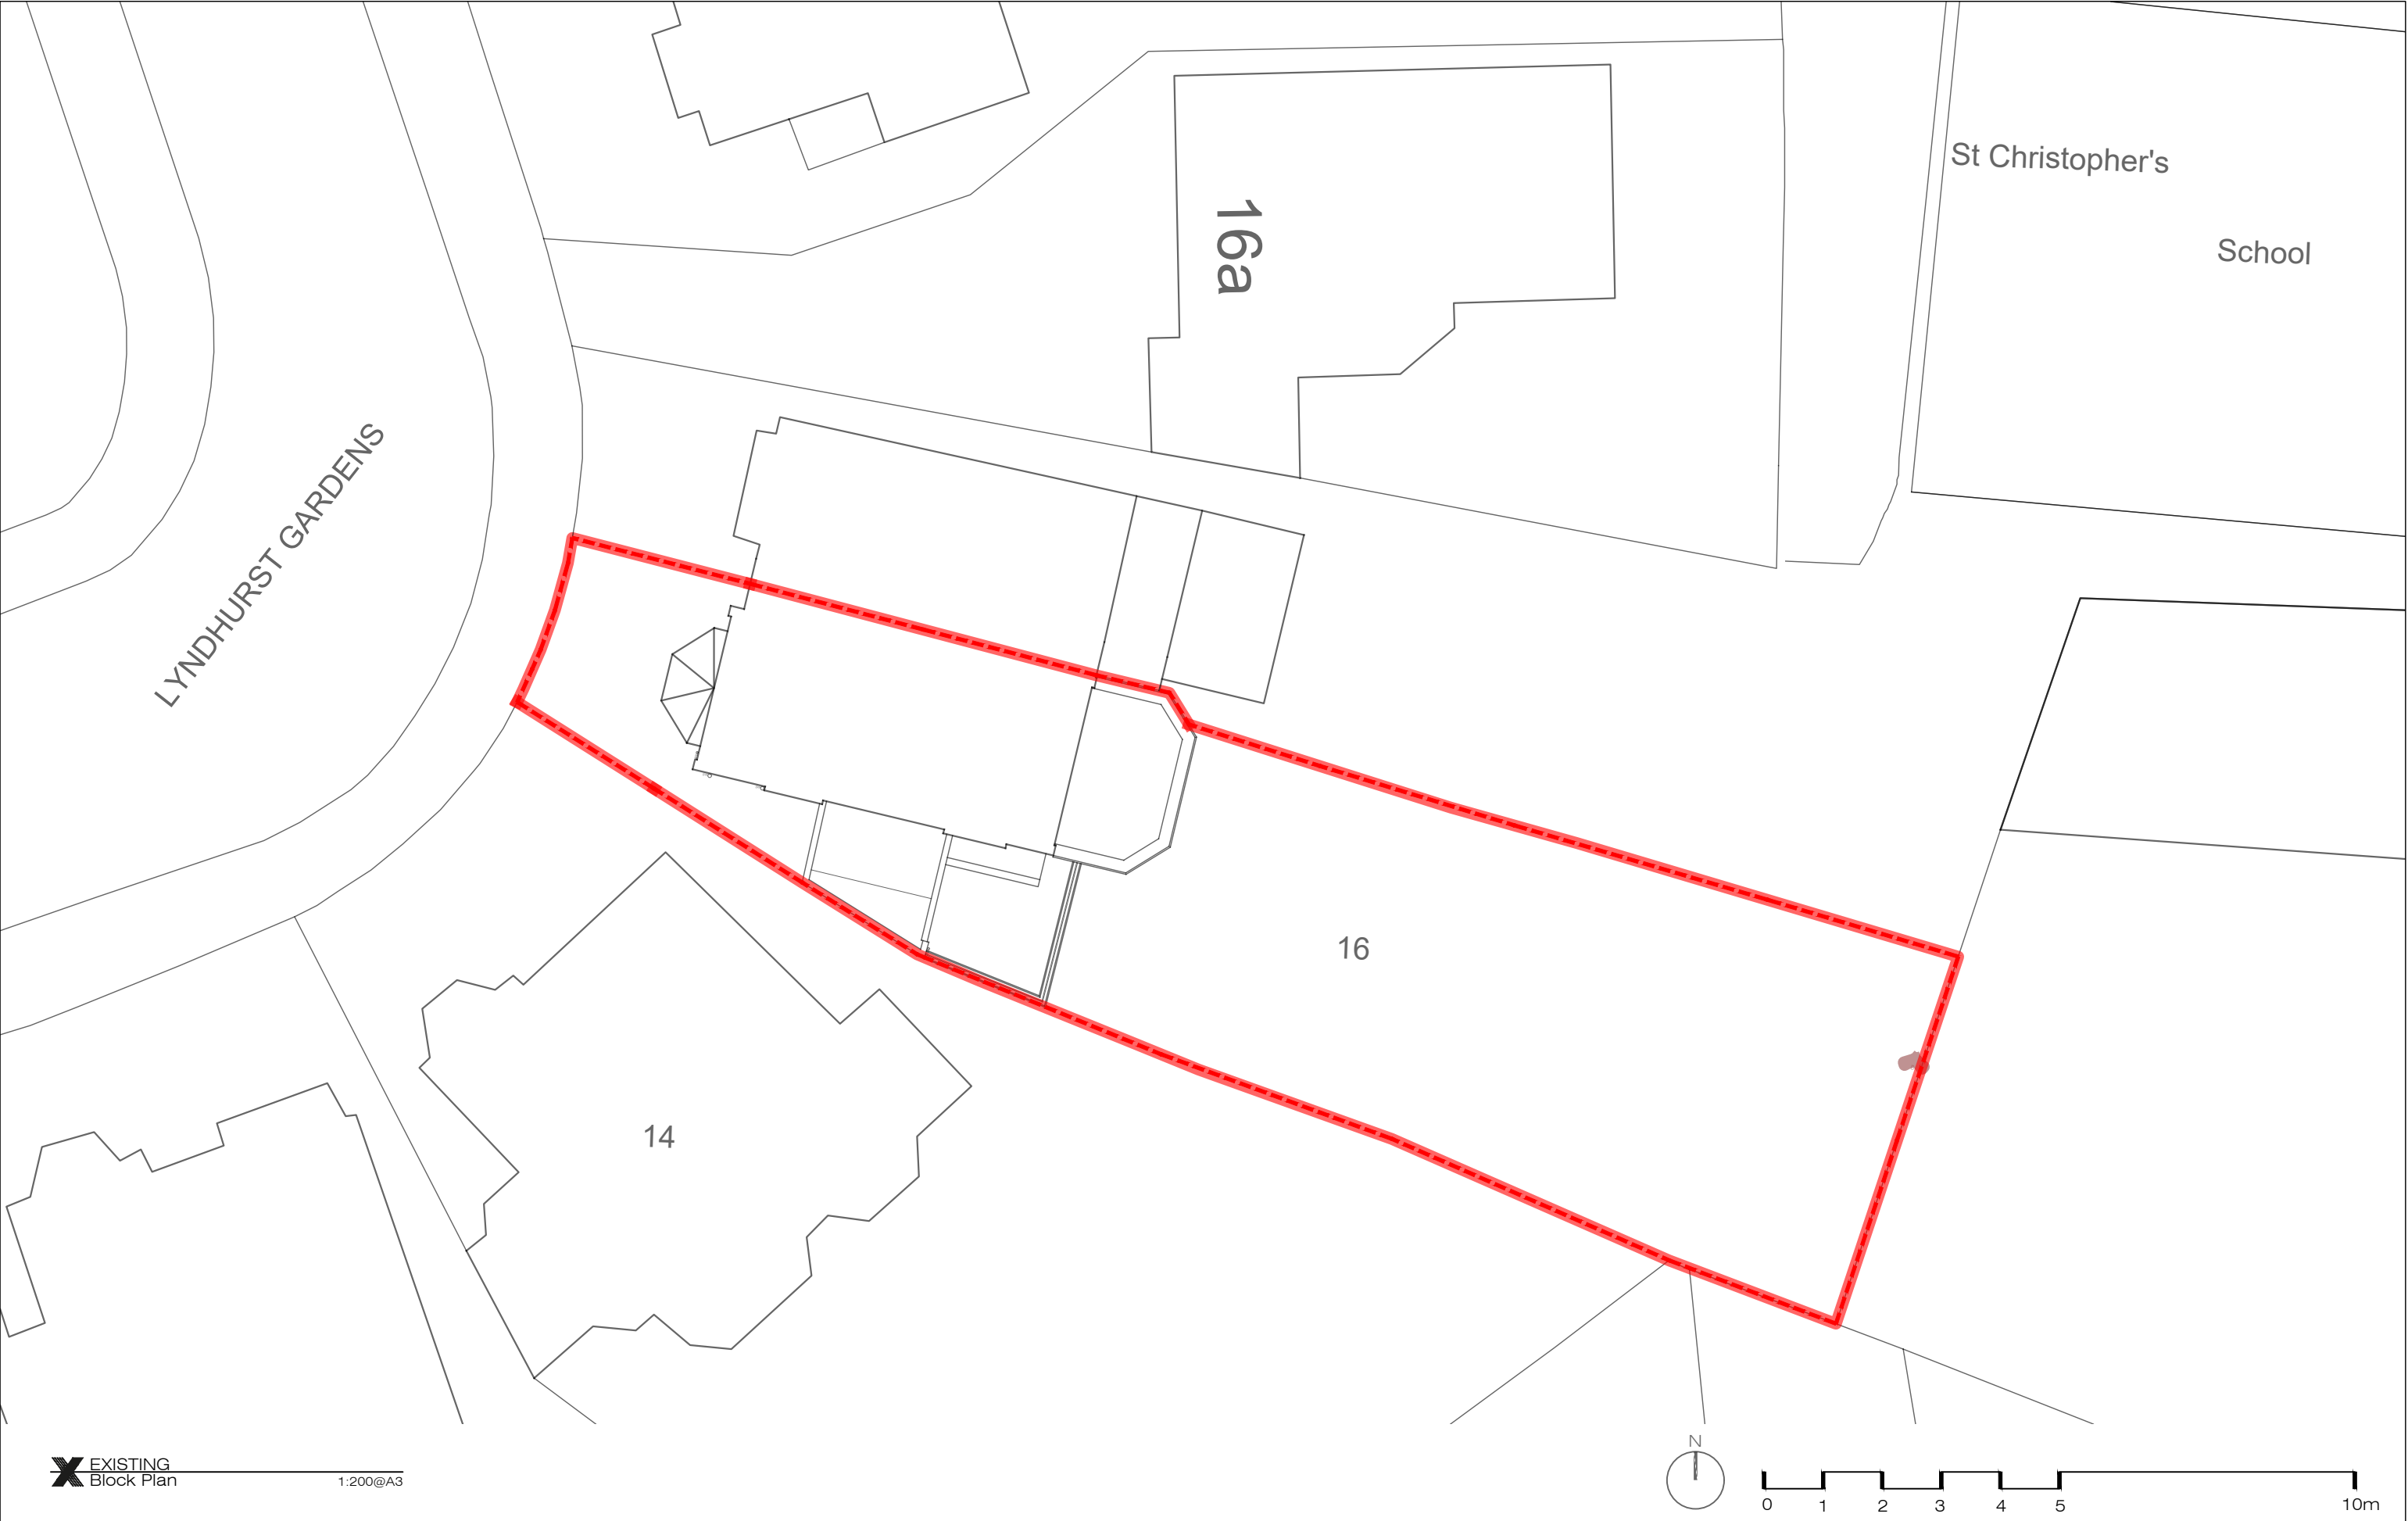 St Christopher's
School
16a
LYNDHURST GARDENS
16
14
EXISTING
Block Plan
1:200@A3
N
0 1 2 3 4 5 10m